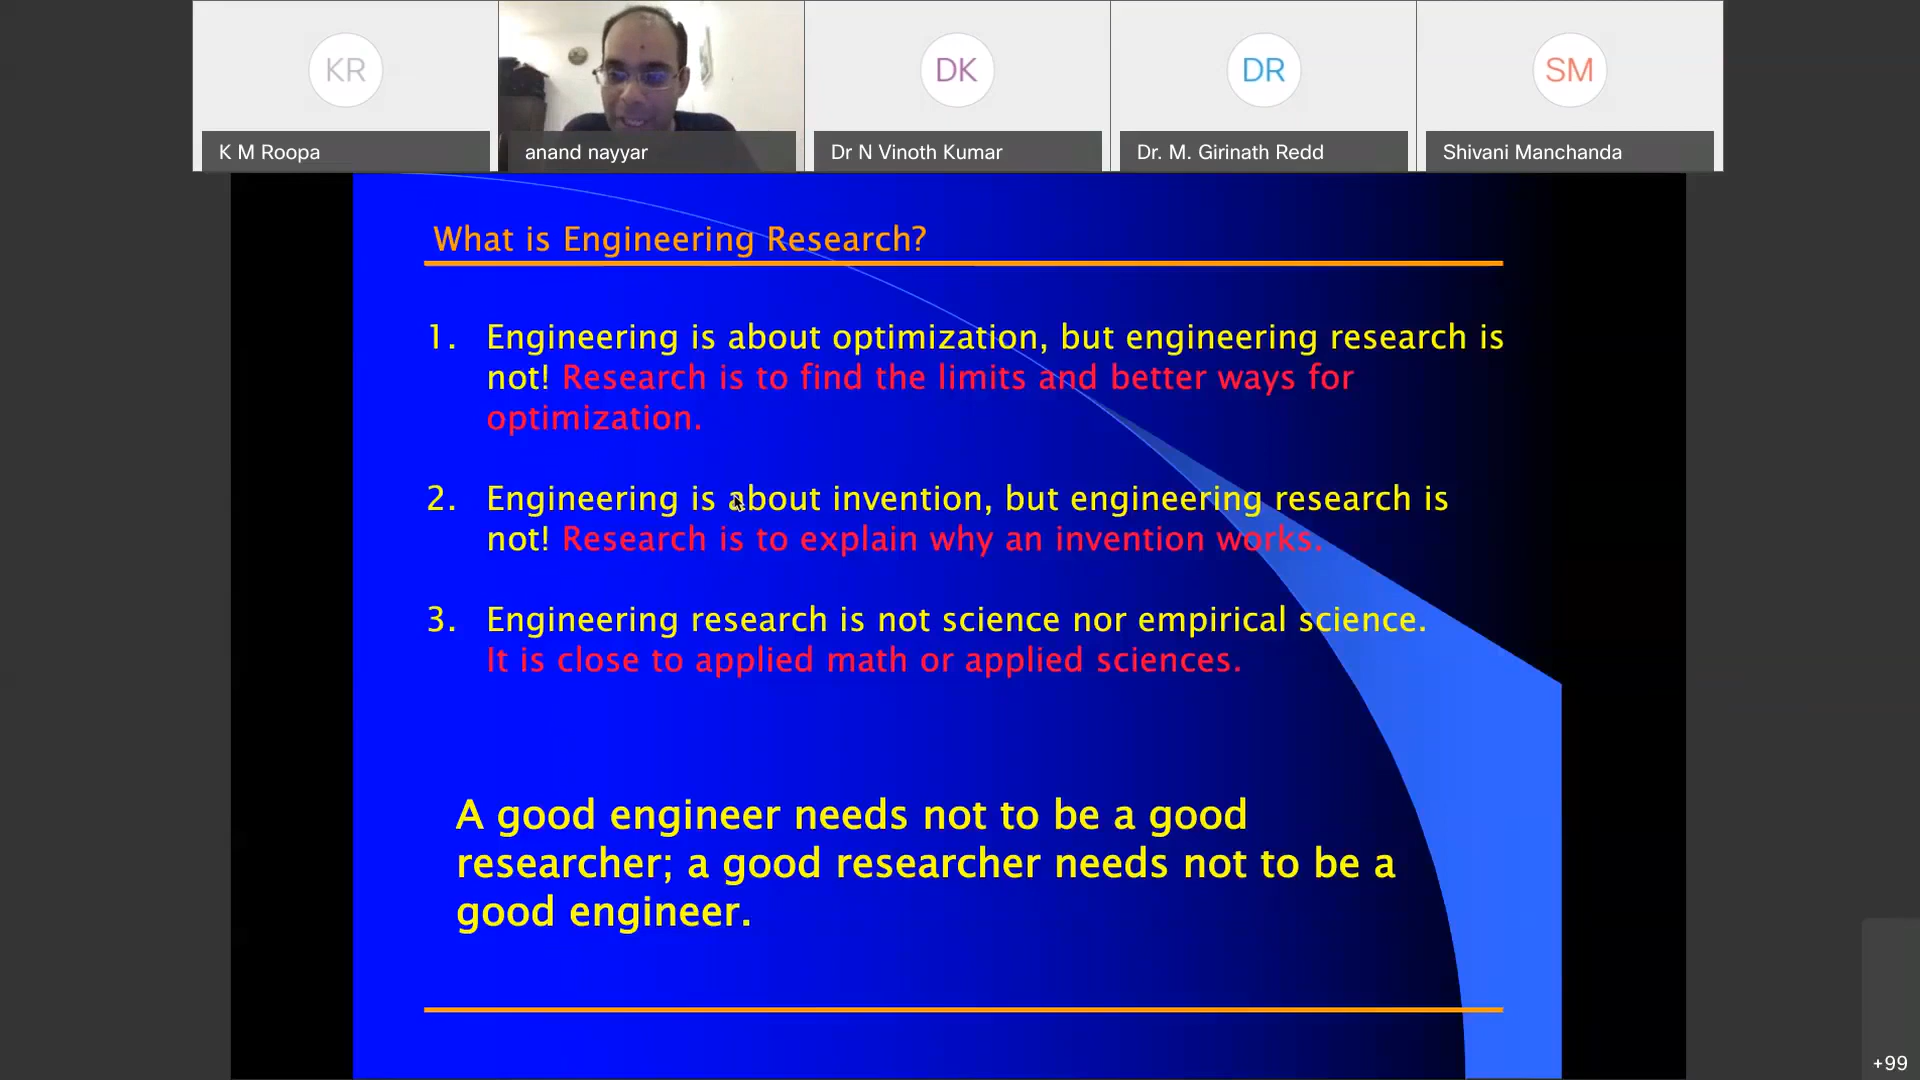 KR
DK
DR
SM
K M Roopa
anand nayyar
Dr N Vinoth Kumar
Dr. M. Girinath Redd
Shivani Manchanda
What is Engineering Research?
1. Engineering is about optimization, but engineering research is
not! Research is to find the limits and better ways for
optimization.
2. Engineering is about invention, but engineering research is
not! Research is to explain why an invention works.
3. Engineering research is not science nor empirical science.
It is close to applied math or applied sciences.
A good engineer needs not to be a good
researcher; a good researcher needs not to be a
good engineer.
+99